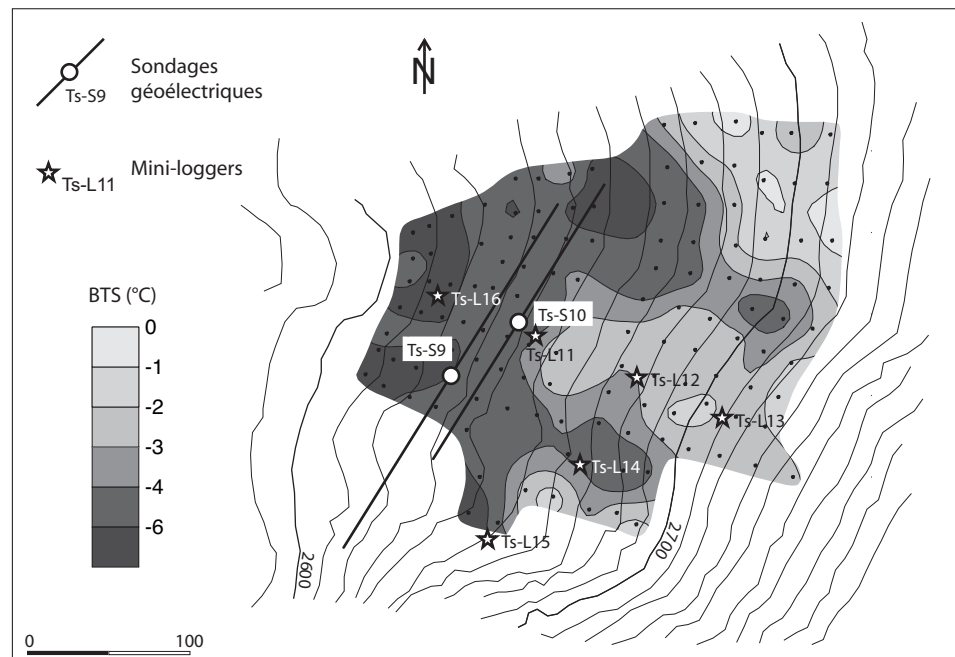 Sondages
géoélectriques
Ts-S9
N
Mini-loggers
Ts-L11
BTS (°C)
0
-1
-2
-3
-4
-6
Ts-L16
Ts-S10
Ts-S9
Ts-L11
Ts-L12
Ts-L13
Ts-L14
Ts-L15
2600
2700
0
100